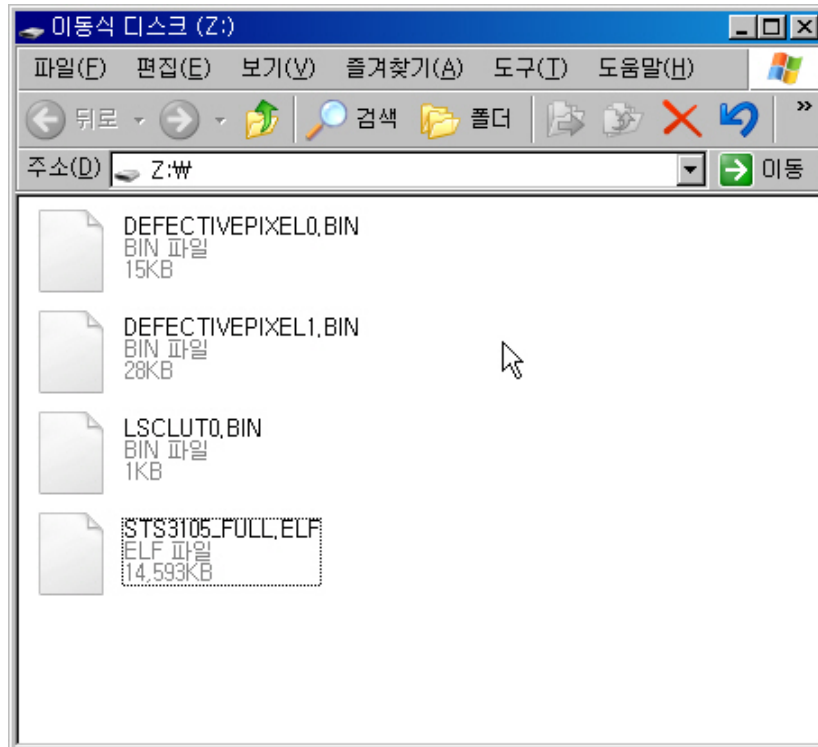 이동식 디스크 (Z:)
파일(F) 편집(E) 보기(V) 즐겨찾기(A) 도구(T) 도움말(H)
뒤로 검색 폴더 »
주소(D) Z:₩ 이동
DEFECTIVEPIXEL0.BIN
BIN 파일
15KB
DEFECTIVEPIXEL1.BIN
BIN 파일
28KB
LSCLUT0.BIN
BIN 파일
1KB
STS3105_FULL.ELF
ELF 파일
14,593KB